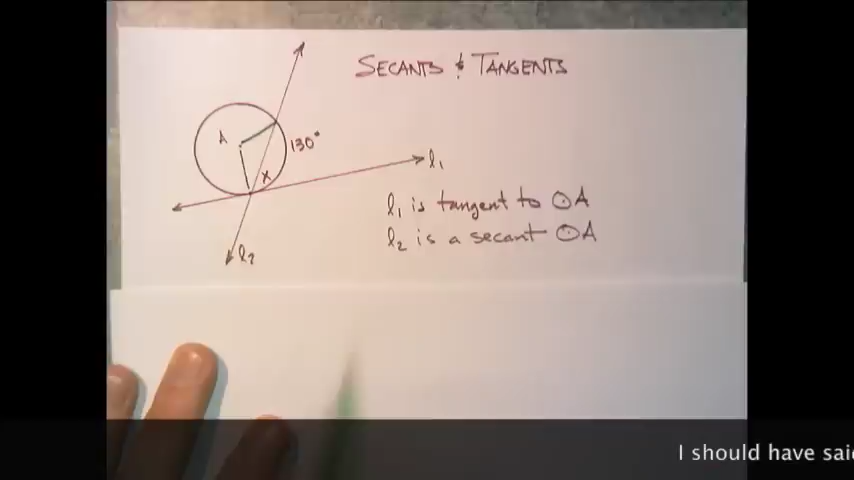 SECANTS & TANGENTS
A
130°
X
l₁
l₁ is tangent to ⊙A
l₂ is a secant ⊙A
l₂
I should have said